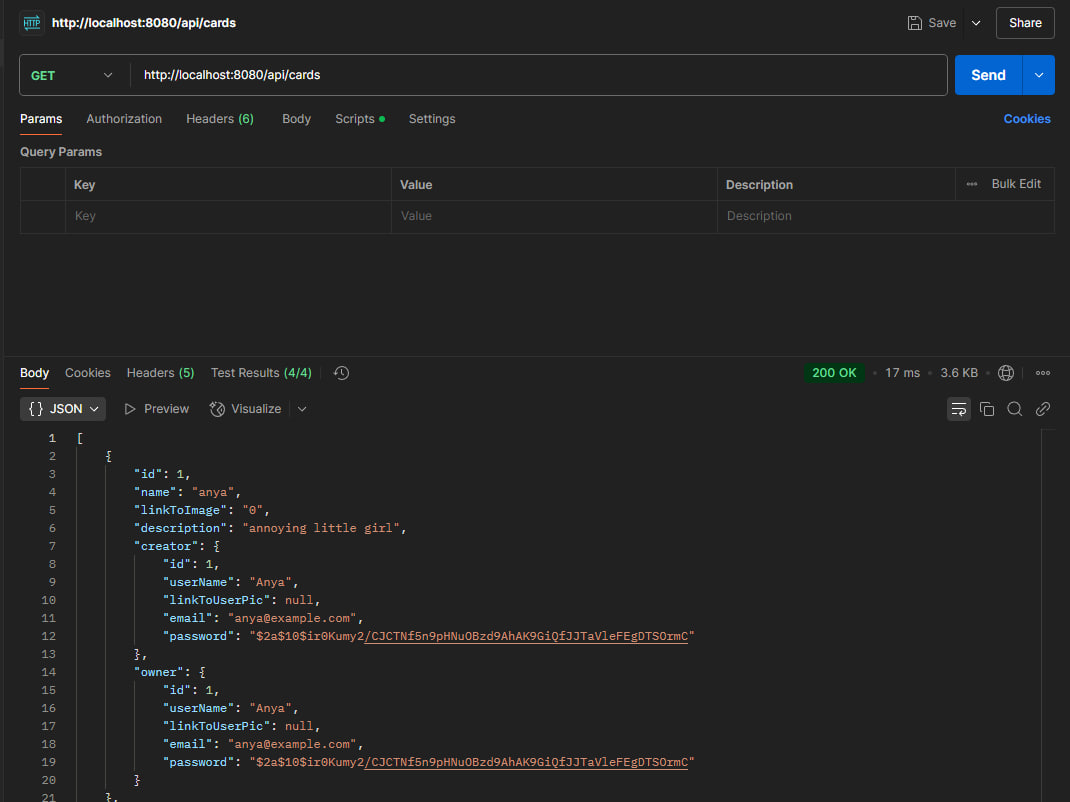 HTTP http://localhost:8080/api/cards Save Share
GET http://localhost:8080/api/cards Send
Params Authorization Headers (6) Body Scripts Settings Cookies
Query Params
Key Value Description Bulk Edit
Key Value Description
Body Cookies Headers (5) Test Results (4/4) 200 OK 17 ms 3.6 KB
{} JSON Preview Visualize
1 [
2 {
3 "id": 1,
4 "name": "anya",
5 "linkToImage": "0",
6 "description": "annoying little girl",
7 "creator": {
8 "id": 1,
9 "userName": "Anya",
10 "linkToUserPic": null,
11 "email": "anya@example.com",
12 "password": "$2a$10$ir0Kumy2/CJCTNf5n9pHNuOBzd9AhAK9GiQfJJTaVleFEgDTSOrmC"
13 },
14 "owner": {
15 "id": 1,
16 "userName": "Anya",
17 "linkToUserPic": null,
18 "email": "anya@example.com",
19 "password": "$2a$10$ir0Kumy2/CJCTNf5n9pHNuOBzd9AhAK9GiQfJJTaVleFEgDTSOrmC"
20 }
21 },